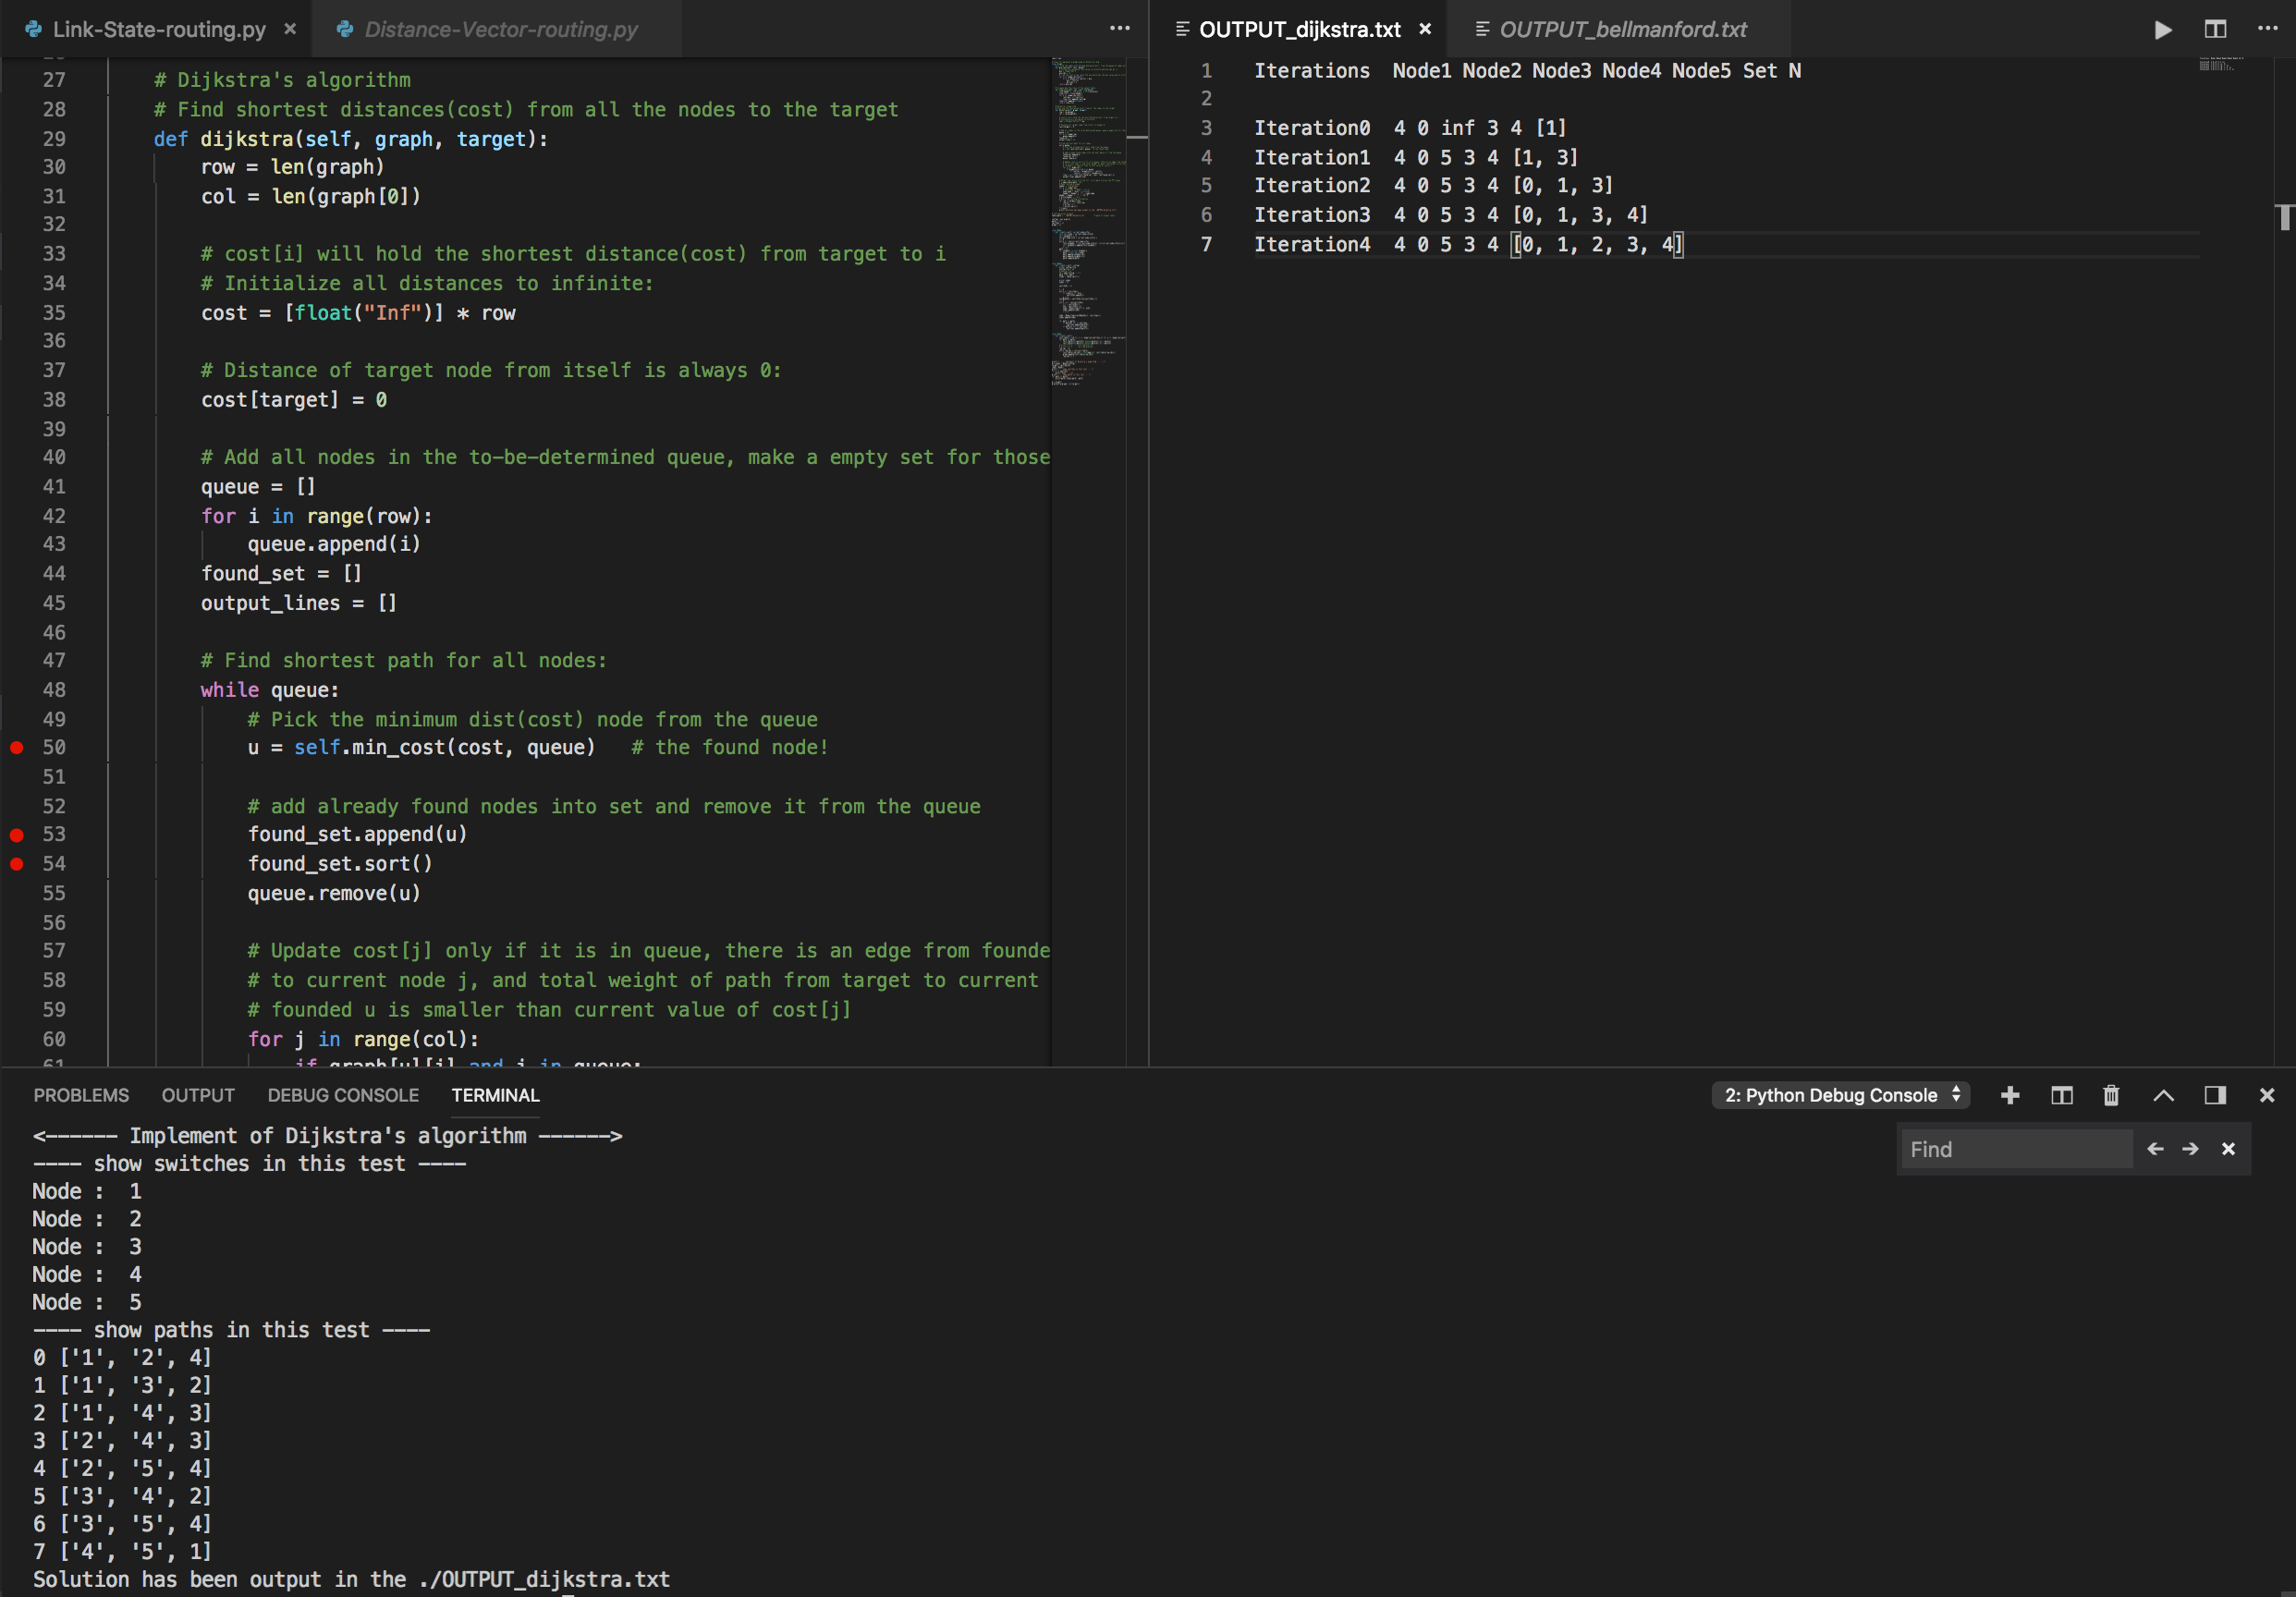 Link-State-routing.py
Distance-Vector-routing.py
27 # Dijkstra's algorithm
28 # Find shortest distances(cost) from all the nodes to the target
29 def dijkstra(self, graph, target):
30 row = len(graph)
31 col = len(graph[0])
32
33 # cost[i] will hold the shortest distance(cost) from target to i
34 # Initialize all distances to infinite:
35 cost = [float("Inf")] * row
36
37 # Distance of target node from itself is always 0:
38 cost[target] = 0
39
40 # Add all nodes in the to-be-determined queue, make a empty set for those
41 queue = []
42 for i in range(row):
43 queue.append(i)
44 found_set = []
45 output_lines = []
46
47 # Find shortest path for all nodes:
48 while queue:
49 # Pick the minimum dist(cost) node from the queue
50 u = self.min_cost(cost, queue) # the found node!
51
52 # add already found nodes into set and remove it from the queue
53 found_set.append(u)
54 found_set.sort()
55 queue.remove(u)
56
57 # Update cost[j] only if it is in queue, there is an edge from founde
58 # to current node j, and total weight of path from target to current
59 # founded u is smaller than current value of cost[j]
60 for j in range(col):
61 if graph[u][j] and j in queue:
OUTPUT_dijkstra.txt
OUTPUT_bellmanford.txt
1 Iterations Node1 Node2 Node3 Node4 Node5 Set N
2
3 Iteration0 4 0 inf 3 4 [1]
4 Iteration1 4 0 5 3 4 [1, 3]
5 Iteration2 4 0 5 3 4 [0, 1, 3]
6 Iteration3 4 0 5 3 4 [0, 1, 3, 4]
7 Iteration4 4 0 5 3 4 [0, 1, 2, 3, 4]
PROBLEMS OUTPUT DEBUG CONSOLE TERMINAL
2: Python Debug Console
Find
<------ Implement of Dijkstra's algorithm ------>
---- show switches in this test ----
Node : 1
Node : 2
Node : 3
Node : 4
Node : 5
---- show paths in this test ----
0 ['1', '2', 4]
1 ['1', '3', 2]
2 ['1', '4', 3]
3 ['2', '4', 3]
4 ['2', '5', 4]
5 ['3', '4', 2]
6 ['3', '5', 4]
7 ['4', '5', 1]
Solution has been output in the ./OUTPUT_dijkstra.txt